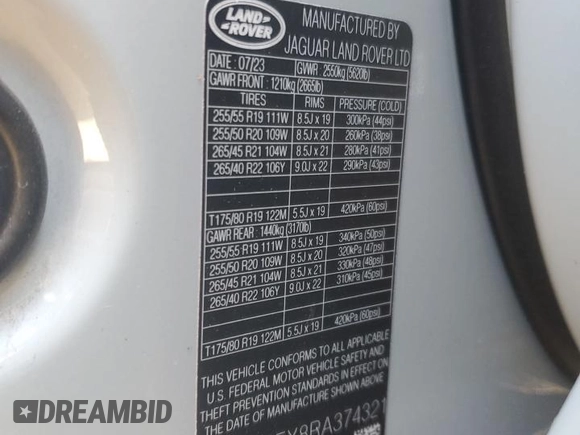 LAND
ROVER
MANUFACTURED BY
JAGUAR LAND ROVER LTD
DATE : 07/23 GVWR : 2550kg (5620lb)
GAWR FRONT : 1210kg (2665lb)
TIRES RIMS PRESSURE (COLD)
255/55 R19 111W 8.5J x 19 300kPa (44psi)
255/50 R20 109W 8.5J x 20 260kPa (38psi)
265/45 R21 104W 8.5J x 21 280kPa (41psi)
265/40 R22 106Y 9.0J x 22 290kPa (43psi)
T175/80 R19 122M 5.5J x 19 420kPa (60psi)
GAWR REAR : 1440kg (3170lb)
255/55 R19 111W 8.5J x 19 340kPa (50psi)
255/50 R20 109W 8.5J x 20 320kPa (47psi)
265/45 R21 104W 8.5J x 21 330kPa (48psi)
265/40 R22 106Y 9.0J x 22 310kPa (45psi)
T175/80 R19 122M 5.5J x 19 420kPa (60psi)
THIS VEHICLE CONFORMS TO ALL APPLICABLE
U.S. FEDERAL MOTOR VEHICLE SAFETY AND
THEFT PREVENTION STANDARDS IN EFFECT ON
THE DATE OF MANUFACTURE SHOWN ABOVE
EX8RA374321
DREAMBID